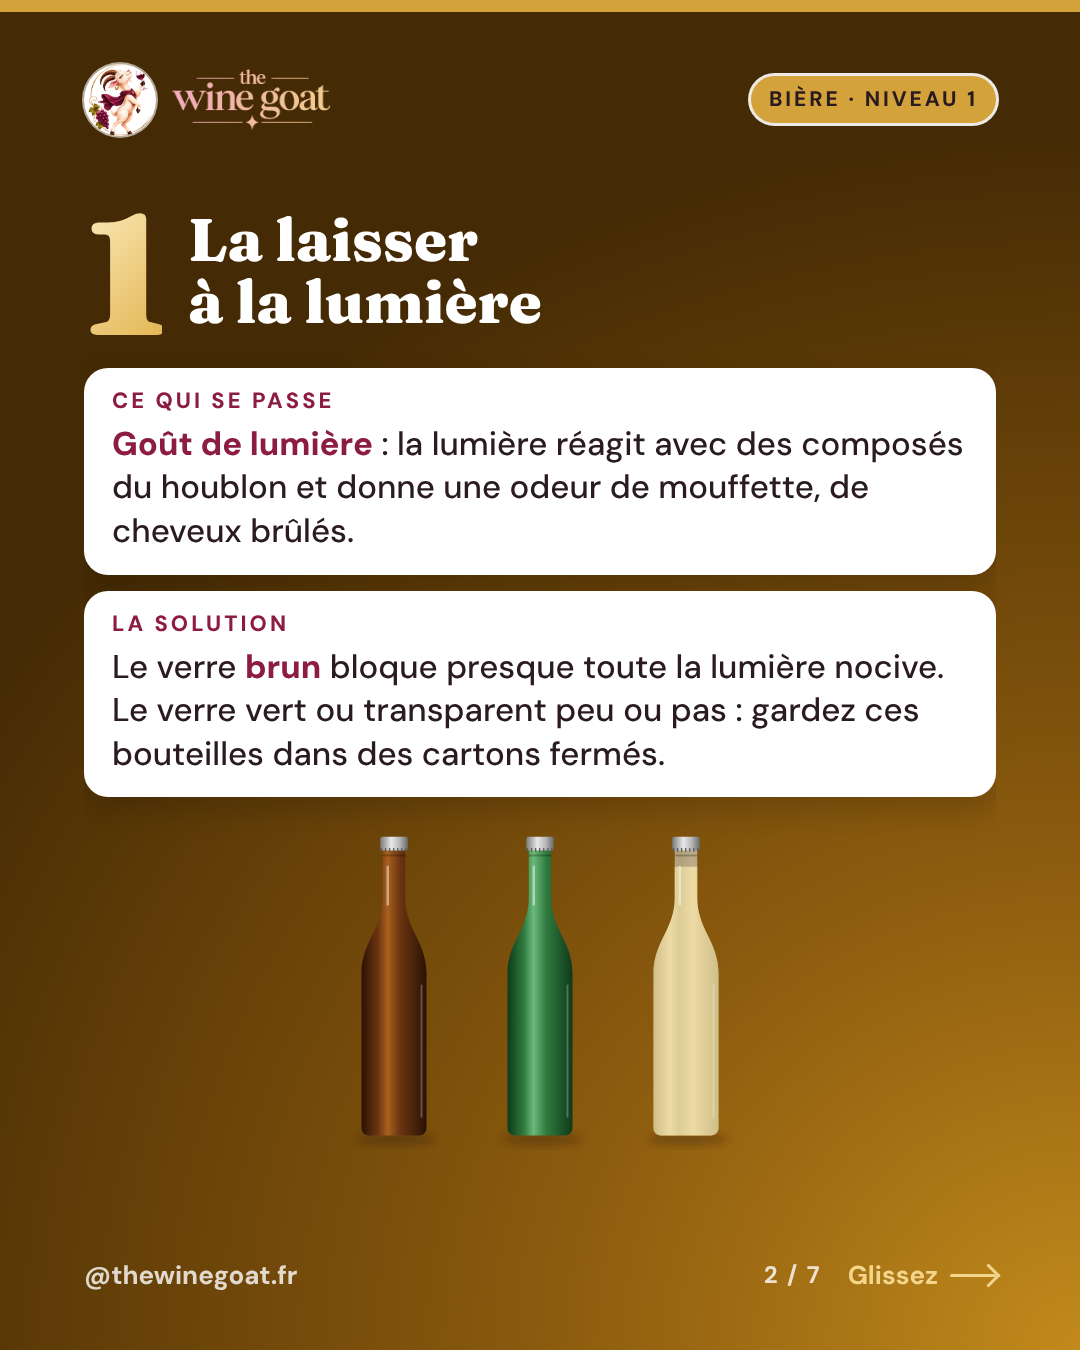 the
wine goat
BIÈRE · NIVEAU 1
1
La laisser
à la lumière
CE QUI SE PASSE
Goût de lumière : la lumière réagit avec des composés
du houblon et donne une odeur de mouffette, de
cheveux brûlés.
LA SOLUTION
Le verre brun bloque presque toute la lumière nocive.
Le verre vert ou transparent peu ou pas : gardez ces
bouteilles dans des cartons fermés.
@thewinegoat.fr
2 / 7 Glissez